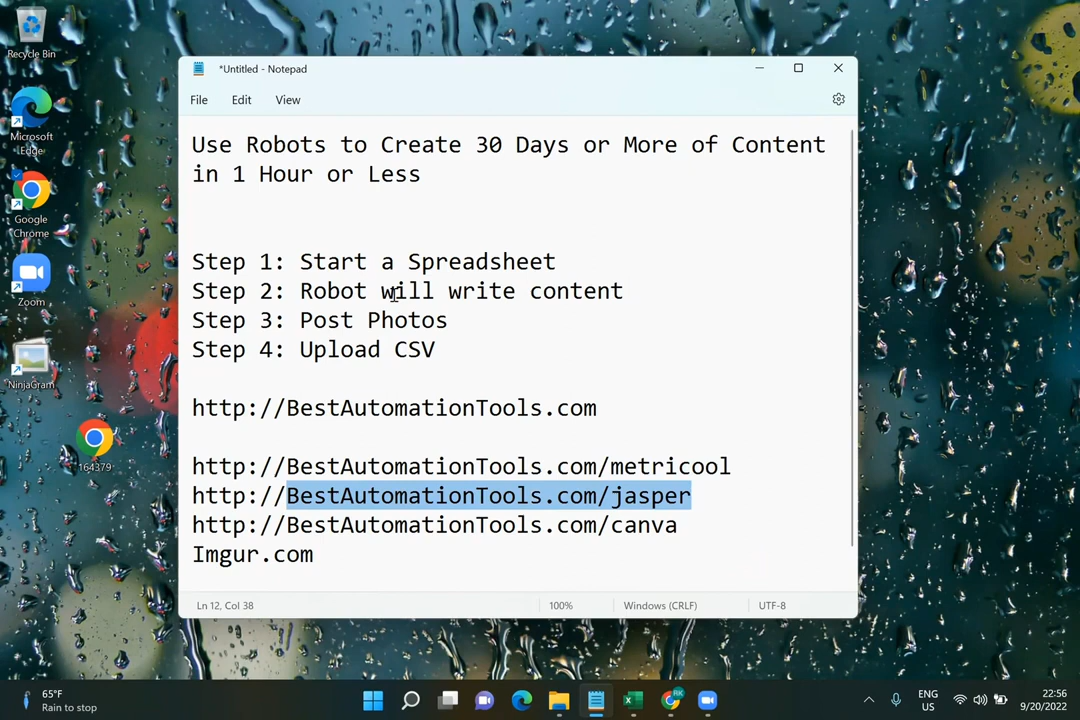 Recycle Bin
Microsoft
Edge
Google
Chrome
Zoom
NinjaGram
164379
*Untitled - Notepad
File Edit View
Use Robots to Create 30 Days or More of Content
in 1 Hour or Less
Step 1: Start a Spreadsheet
Step 2: Robot will write content
Step 3: Post Photos
Step 4: Upload CSV
http://BestAutomationTools.com
http://BestAutomationTools.com/metricool
http://BestAutomationTools.com/jasper
http://BestAutomationTools.com/canva
Imgur.com
Ln 12, Col 38 100% Windows (CRLF) UTF-8
65°F
Rain to stop
RK
ENG
US
22:56
9/20/2022